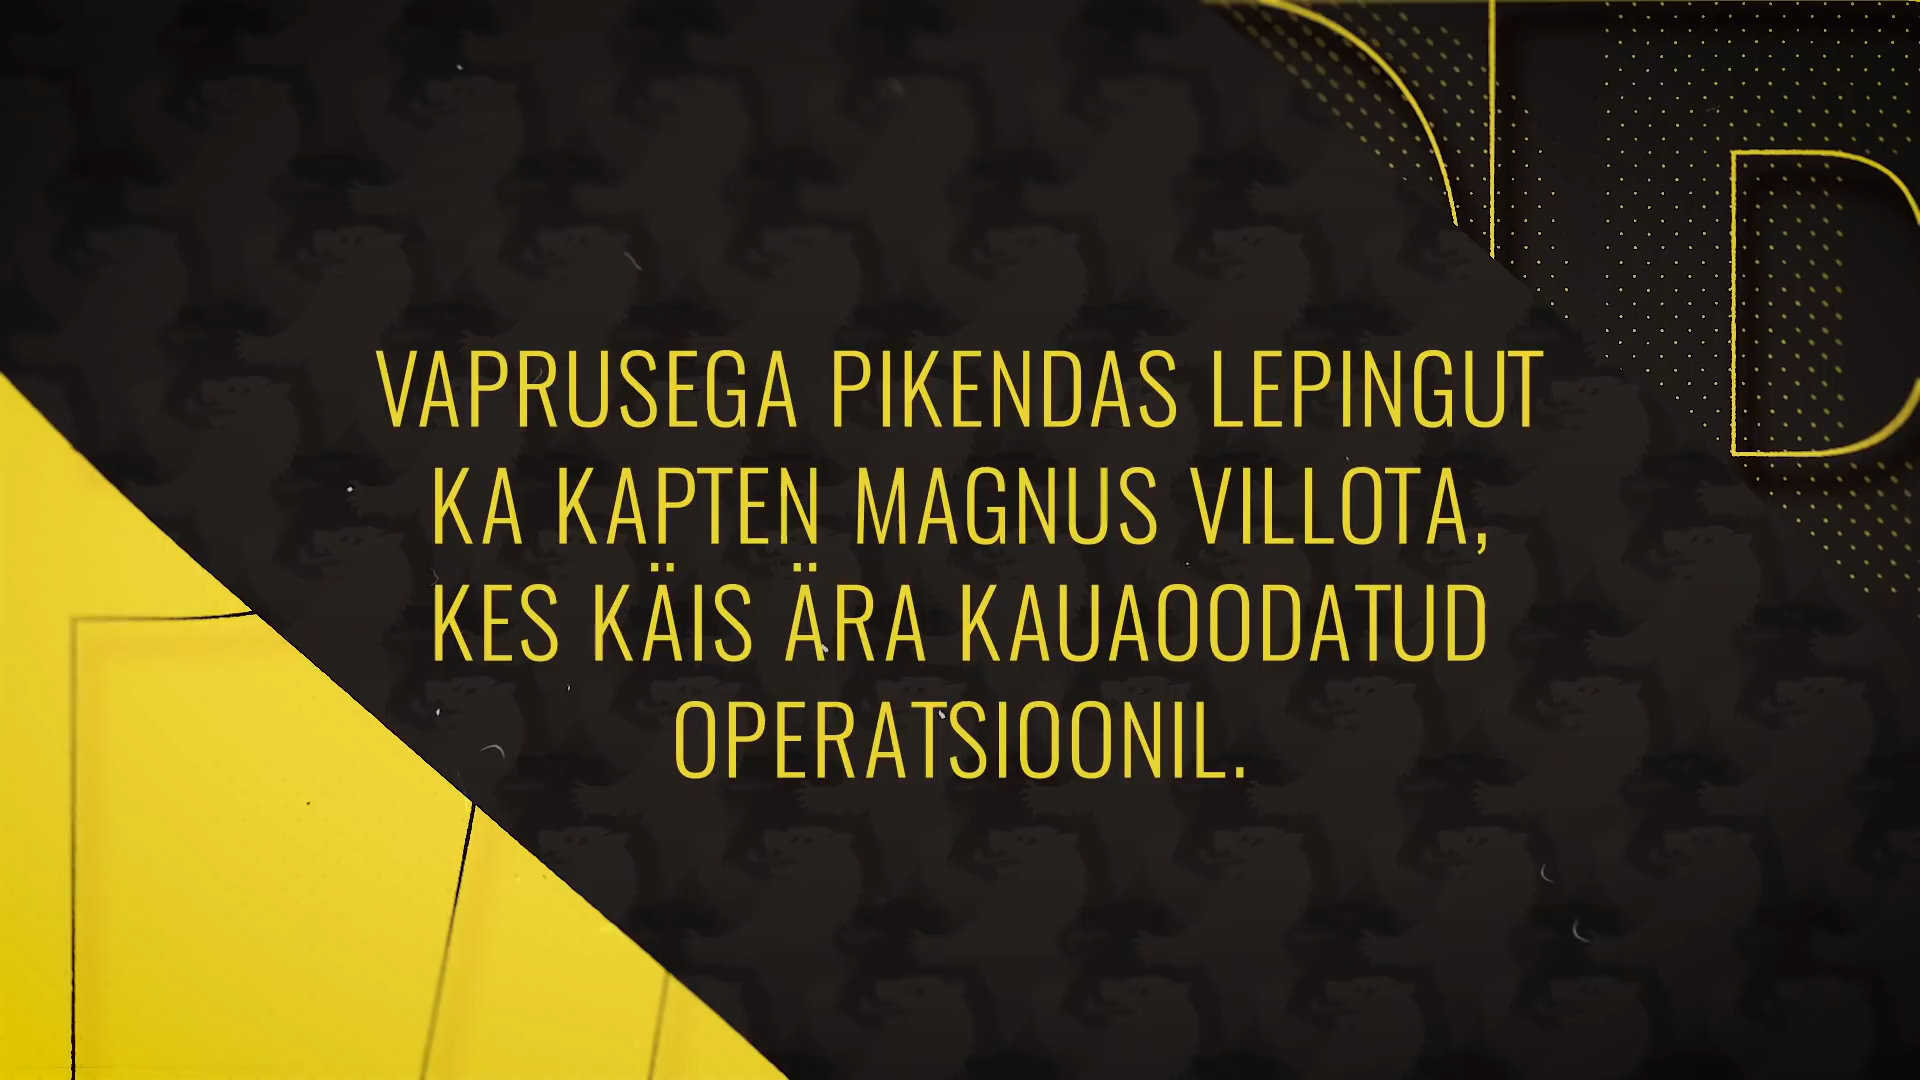 VAPRUSEGA PIKENDAS LEPINGUT
KA KAPTEN MAGNUS VILLOTA,
KES KÄIS ÄRA KAUAOODATUD
OPERATSIOONIL.